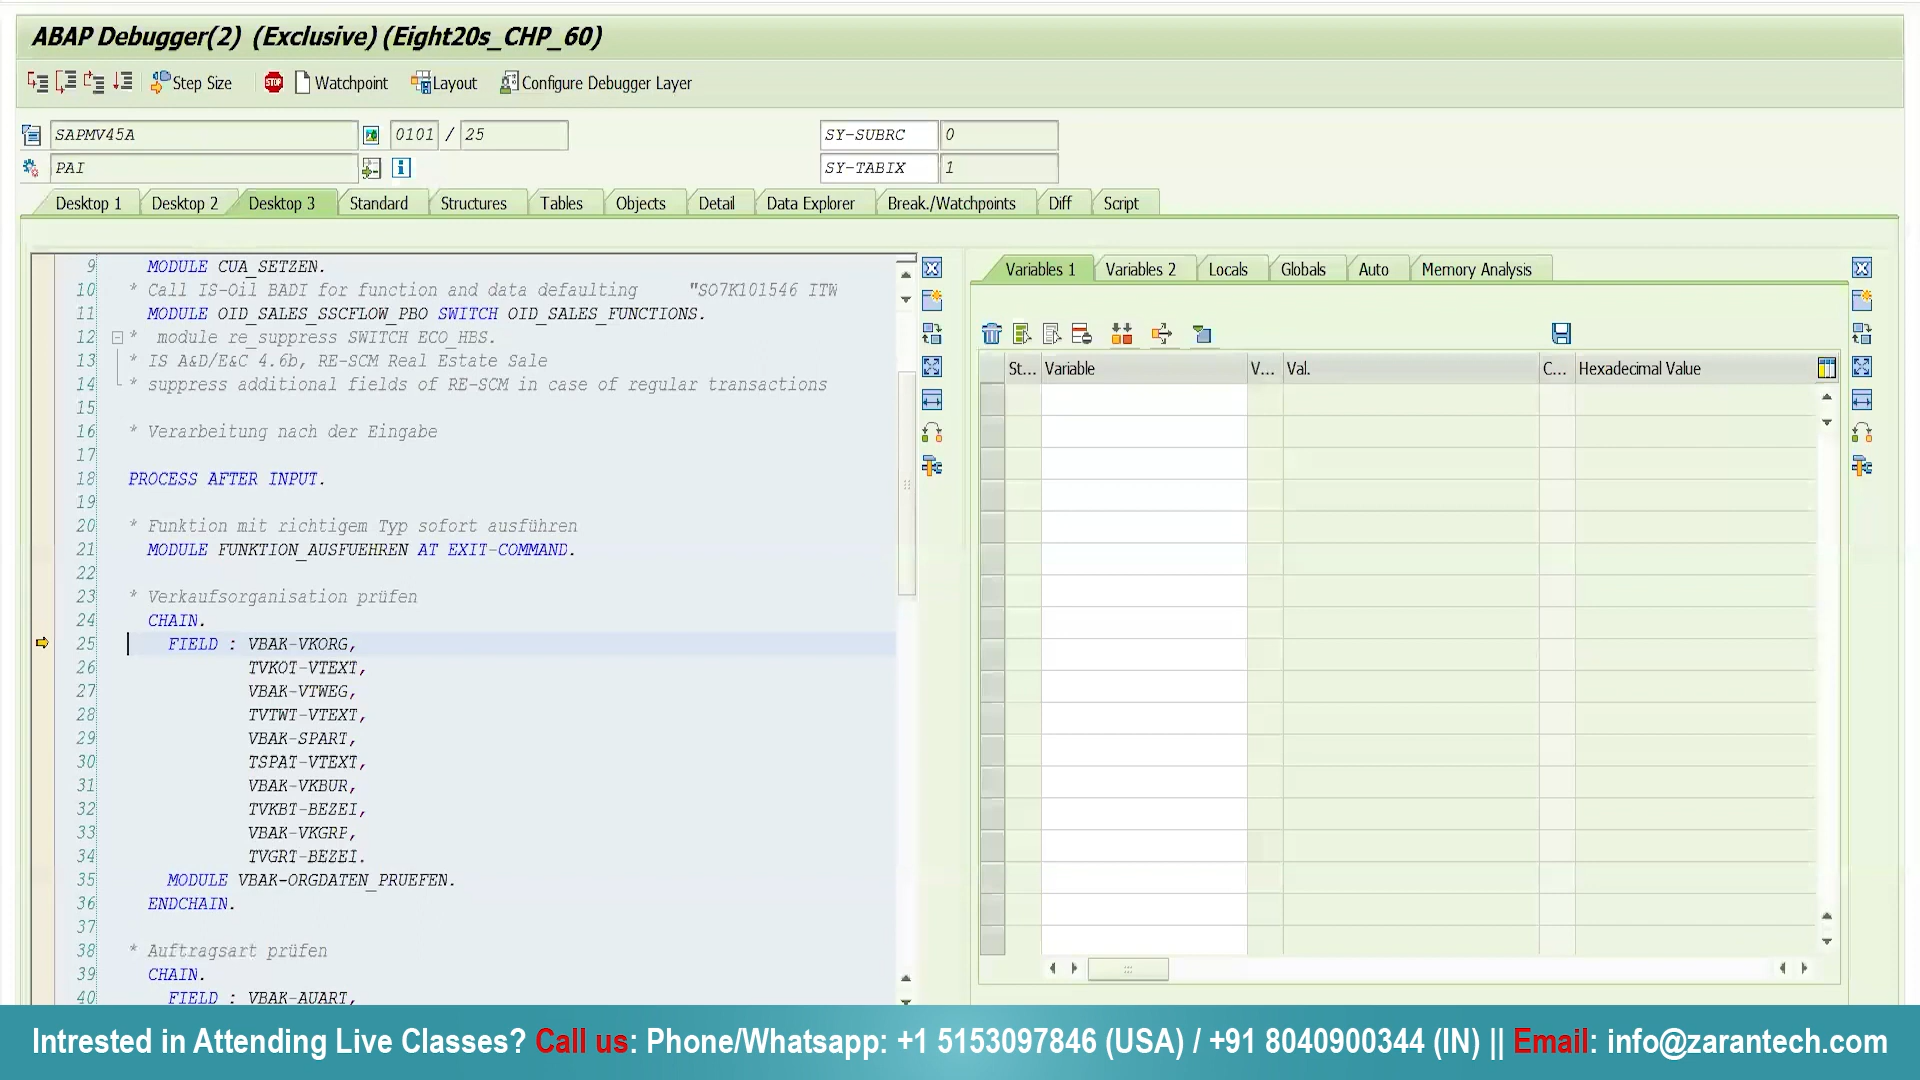 ABAP Debugger(2) (Exclusive) (Eight20s_CHP_60)
Step Size STOP Watchpoint Layout Configure Debugger Layer
SAPMV45A 0101 / 25 SY-SUBRC 0
PAI SY-TABIX 1
Desktop 1 Desktop 2 Desktop 3 Standard Structures Tables Objects Detail Data Explorer Break./Watchpoints Diff Script
Variables 1 Variables 2 Locals Globals Auto Memory Analysis
St... Variable V... Val. C... Hexadecimal Value
9 MODULE CUA_SETZEN.
10 * Call IS-Oil BADI for function and data defaulting "SO7K101546 ITW
11 MODULE OID_SALES_SSCFLOW_PBO SWITCH OID_SALES_FUNCTIONS.
12 * module re_suppress SWITCH ECO_HBS.
13 * IS A&D/E&C 4.6b, RE-SCM Real Estate Sale
14 * suppress additional fields of RE-SCM in case of regular transactions
15
16 * Verarbeitung nach der Eingabe
17
18 PROCESS AFTER INPUT.
19
20 * Funktion mit richtigem Typ sofort ausführen
21 MODULE FUNKTION_AUSFUEHREN AT EXIT-COMMAND.
22
23 * Verkaufsorganisation prüfen
24 CHAIN.
25 FIELD : VBAK-VKORG,
26 TVKOT-VTEXT,
27 VBAK-VTWEG,
28 TVTWT-VTEXT,
29 VBAK-SPART,
30 TSPAT-VTEXT,
31 VBAK-VKBUR,
32 TVKBT-BEZEI,
33 VBAK-VKGRP,
34 TVGRT-BEZEI.
35 MODULE VBAK-ORGDATEN_PRUEFEN.
36 ENDCHAIN.
37
38 * Auftragsart prüfen
39 CHAIN.
40 FIELD : VBAK-AUART,
Intrested in Attending Live Classes? Call us: Phone/Whatsapp: +1 5153097846 (USA) / +91 8040900344 (IN) || Email: info@zarantech.com